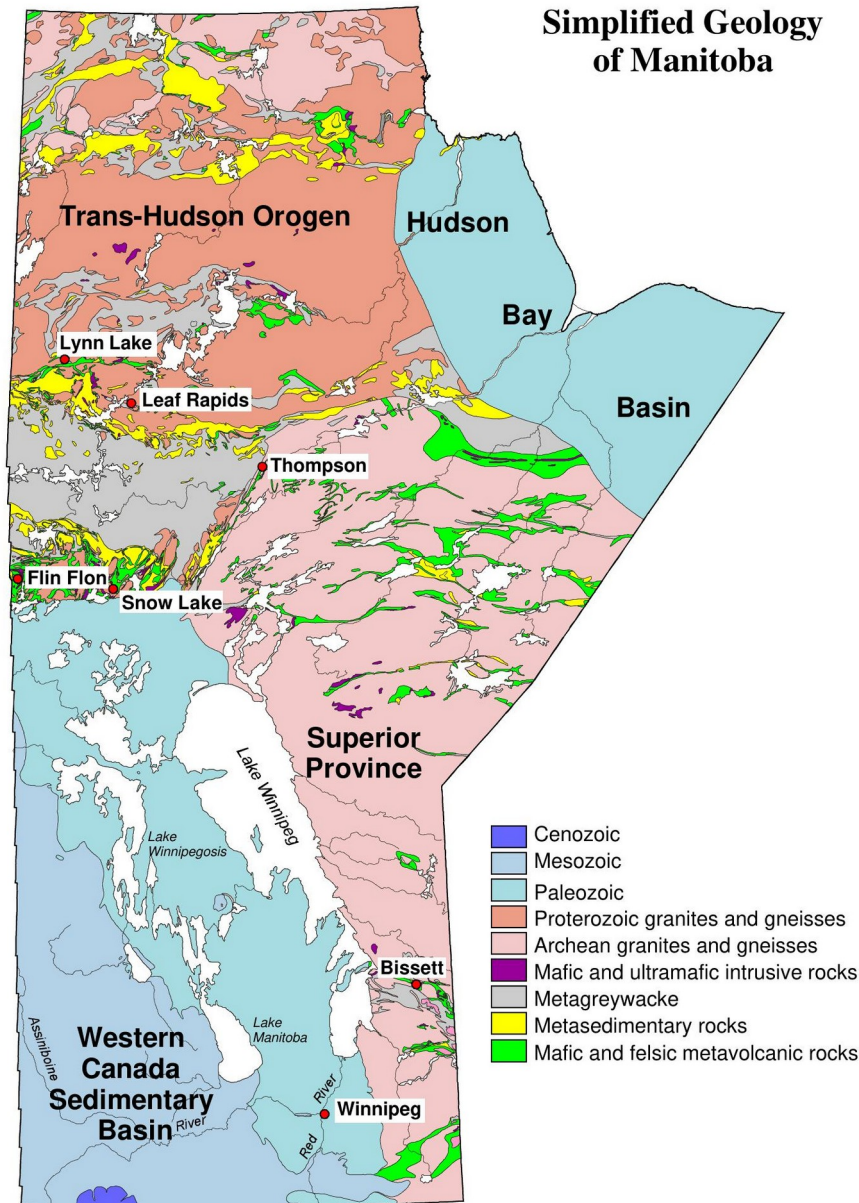 Simplified Geology
of Manitoba
Trans-Hudson Orogen
Hudson
Bay
Basin
Lynn Lake
Leaf Rapids
Thompson
Flin Flon
Snow Lake
Superior
Province
Lake Winnipeg
Lake
Winnipegosis
Cenozoic
Mesozoic
Paleozoic
Proterozoic granites and gneisses
Archean granites and gneisses
Mafic and ultramafic intrusive rocks
Metagreywacke
Metasedimentary rocks
Mafic and felsic metavolcanic rocks
Bissett
Lake
Manitoba
Western
Canada
Sedimentary
Basin
Assiniboine
River
Winnipeg
Red
River